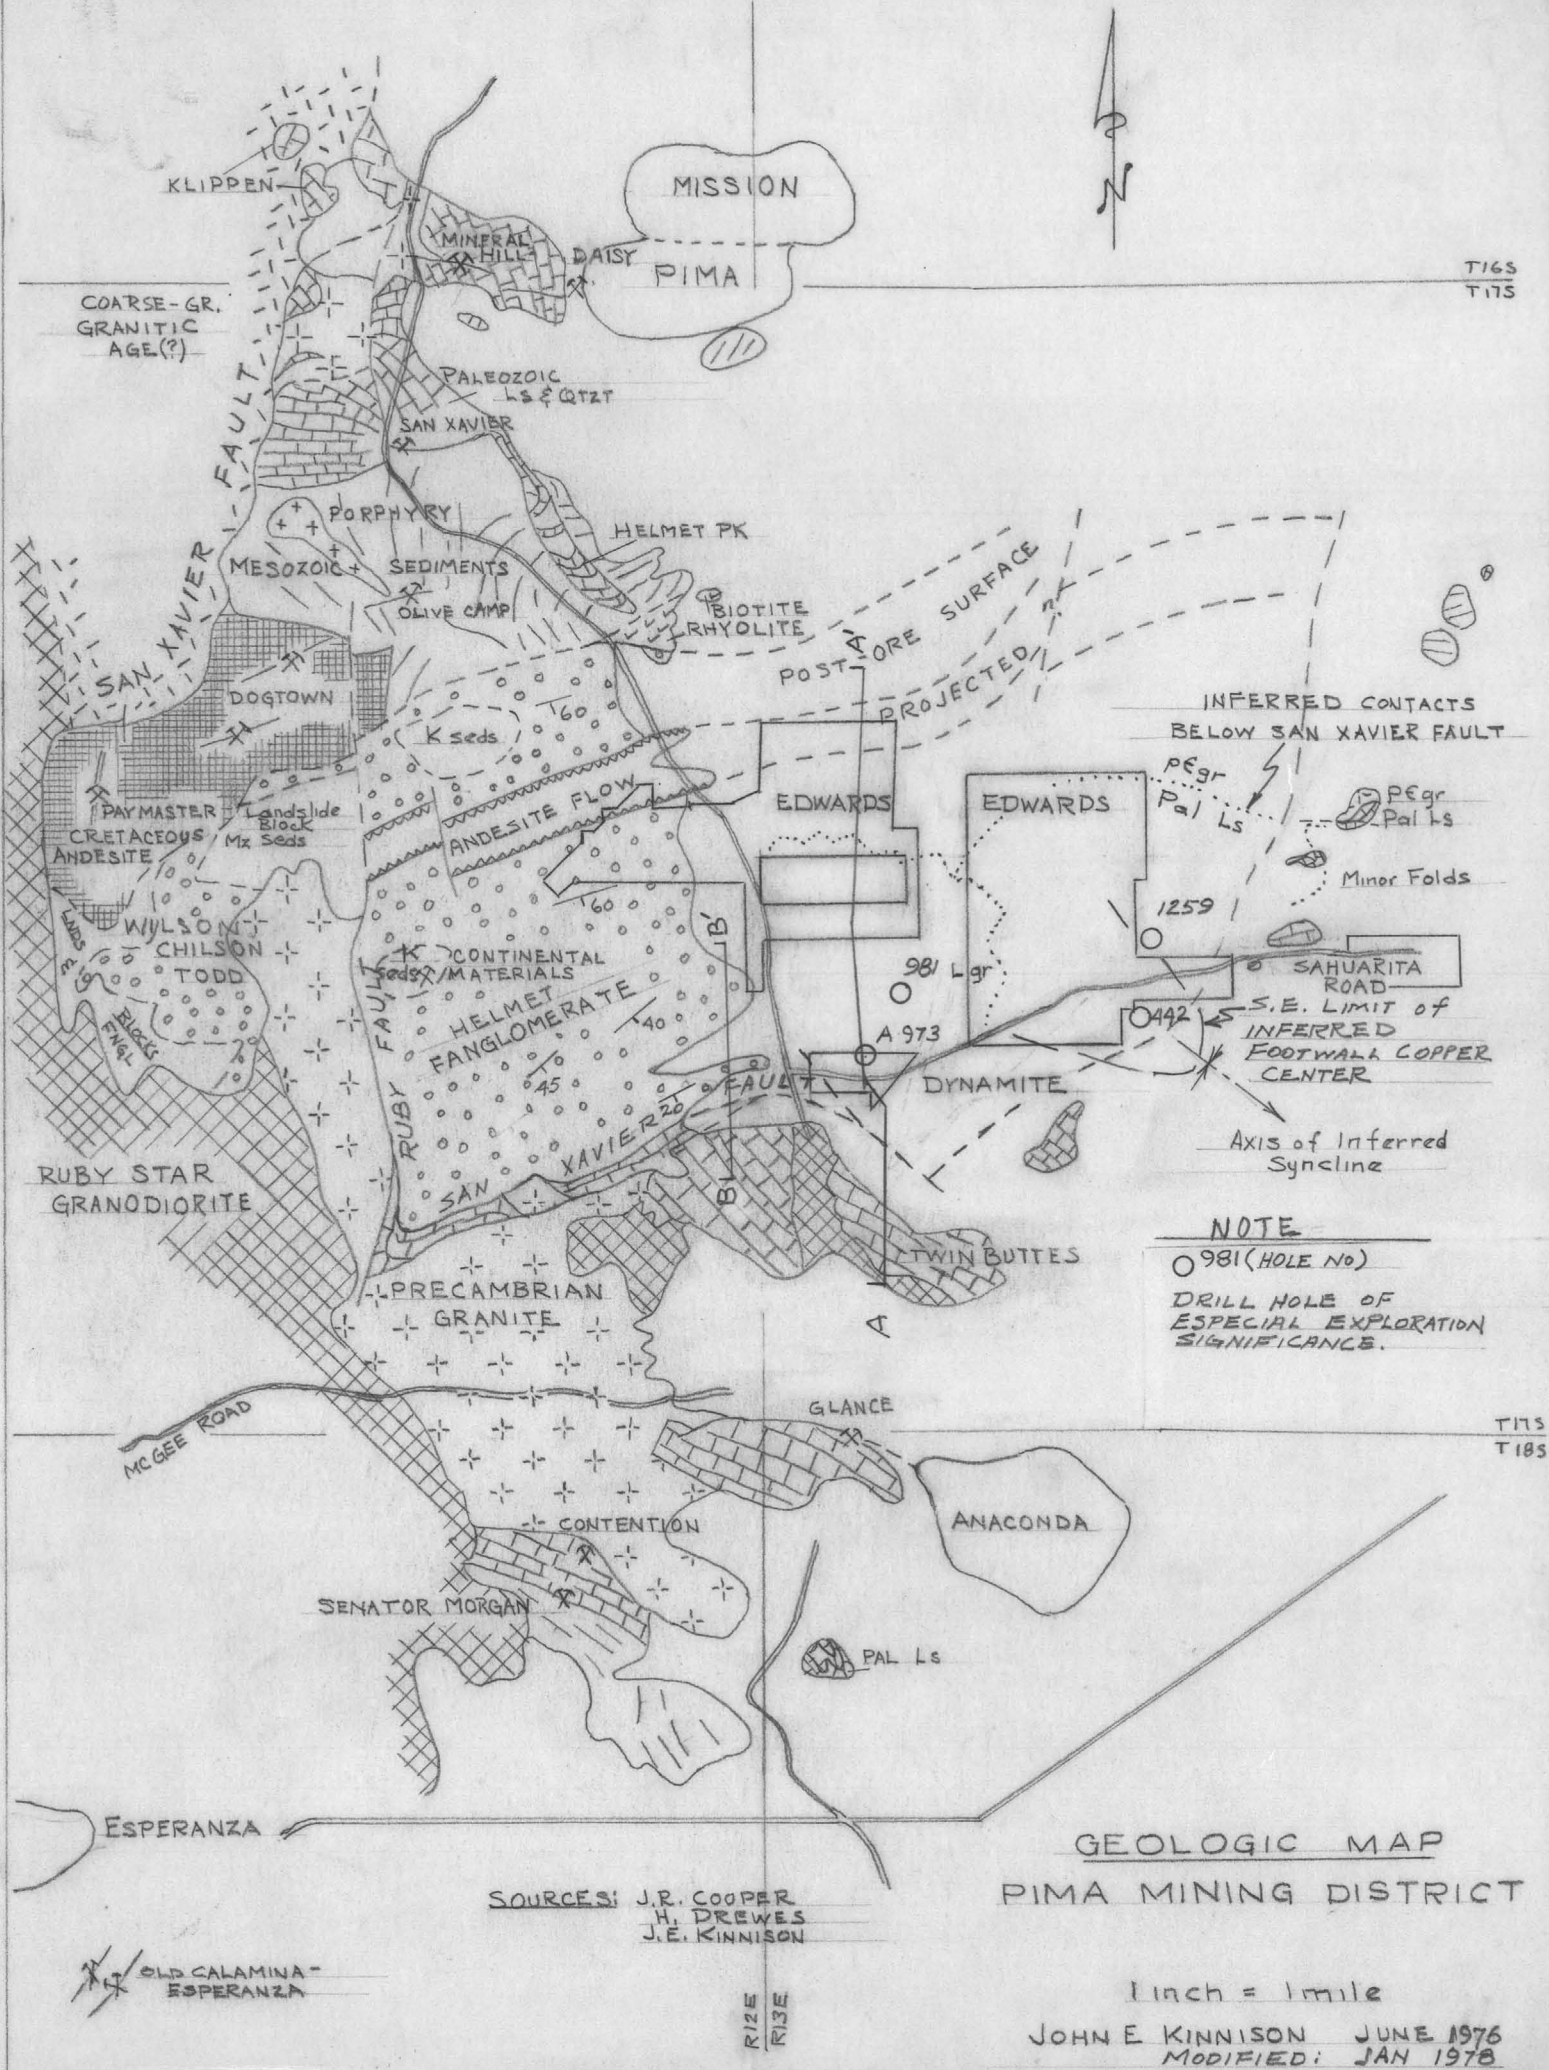 KLIPPEN
MISSION
PIMA
MINERAL
HILL
DAISY
N
T16S
T17S
COARSE-GR.
GRANITIC
AGE(?)
PALEOZOIC
LS & QTZT
SAN XAVIER
SAN XAVIER FAULT
PORPHYRY
MESOZOIC
SEDIMENTS
OLIVE CAMP
HELMET PK
BIOTITE
RHYOLITE
A'
POST-ORE SURFACE
PROJECTED
?
DOGTOWN
K seds
60
INFERRED CONTACTS
BELOW SAN XAVIER FAULT
p€gr
Pal Ls
p€gr
Pal Ls
Minor Folds
EDWARDS
EDWARDS
ANDESITE FLOW
PAYMASTER
CRETACEOUS
ANDESITE
Landslide
Block
Mz Seds
60
WILSON
CHILSON
TODD
LNDS
BLOCKS
FNGL
K
seds
CONTINENTAL
MATERIALS
HELMET
FANGLOMERATE
40
45
20
B'
B
981 Lgr
A 973
1259
442
SAHUARITA
ROAD
S.E. LIMIT of
INFERRED
FOOTWALL COPPER
CENTER
DYNAMITE
RUBY FAULT
SAN XAVIER FAULT
Axis of Inferred
Syncline
RUBY STAR
GRANODIORITE
TWIN BUTTES
A
NOTE
981 (HOLE NO)
DRILL HOLE OF
ESPECIAL EXPLORATION
SIGNIFICANCE.
PRECAMBRIAN
GRANITE
MCGEE ROAD
GLANCE
T17S
T18S
ANACONDA
CONTENTION
SENATOR MORGAN
PAL LS
ESPERANZA
GEOLOGIC MAP
PIMA MINING DISTRICT
SOURCES: J.R. COOPER
H. DREWES
J.E. KINNISON
OLD CALAMINA-
ESPERANZA
R12E
R13E
1 inch = 1 mile
JOHN E KINNISON JUNE 1976
MODIFIED: JAN 1978